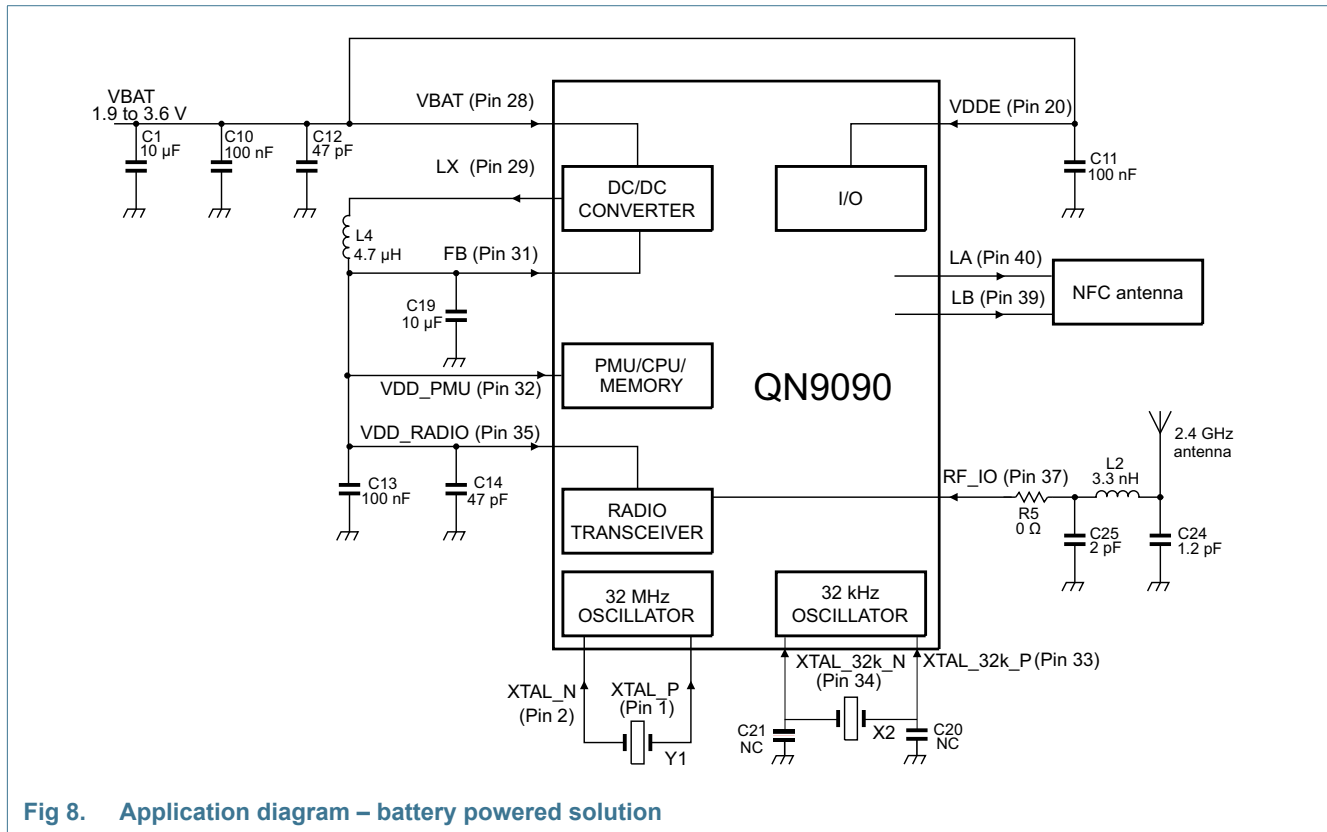 VBAT
1.9 to 3.6 V
C1
10 µF
C10
100 nF
C12
47 pF
VBAT (Pin 28)
VDDE (Pin 20)
C11
100 nF
LX (Pin 29)
DC/DC
CONVERTER
I/O
L4
4.7 µH
FB (Pin 31)
C19
10 µF
LA (Pin 40)
LB (Pin 39)
NFC antenna
PMU/CPU/
MEMORY
VDD_PMU (Pin 32)
QN9090
VDD_RADIO (Pin 35)
C13
100 nF
C14
47 pF
RADIO
TRANSCEIVER
2.4 GHz
antenna
RF_IO (Pin 37)
L2
3.3 nH
R5
0 Ω
C25
2 pF
C24
1.2 pF
32 MHz
OSCILLATOR
32 kHz
OSCILLATOR
XTAL_N
(Pin 2)
XTAL_P
(Pin 1)
Y1
XTAL_32k_N
(Pin 34)
XTAL_32k_P (Pin 33)
C21
NC
X2
C20
NC
Fig 8. Application diagram – battery powered solution